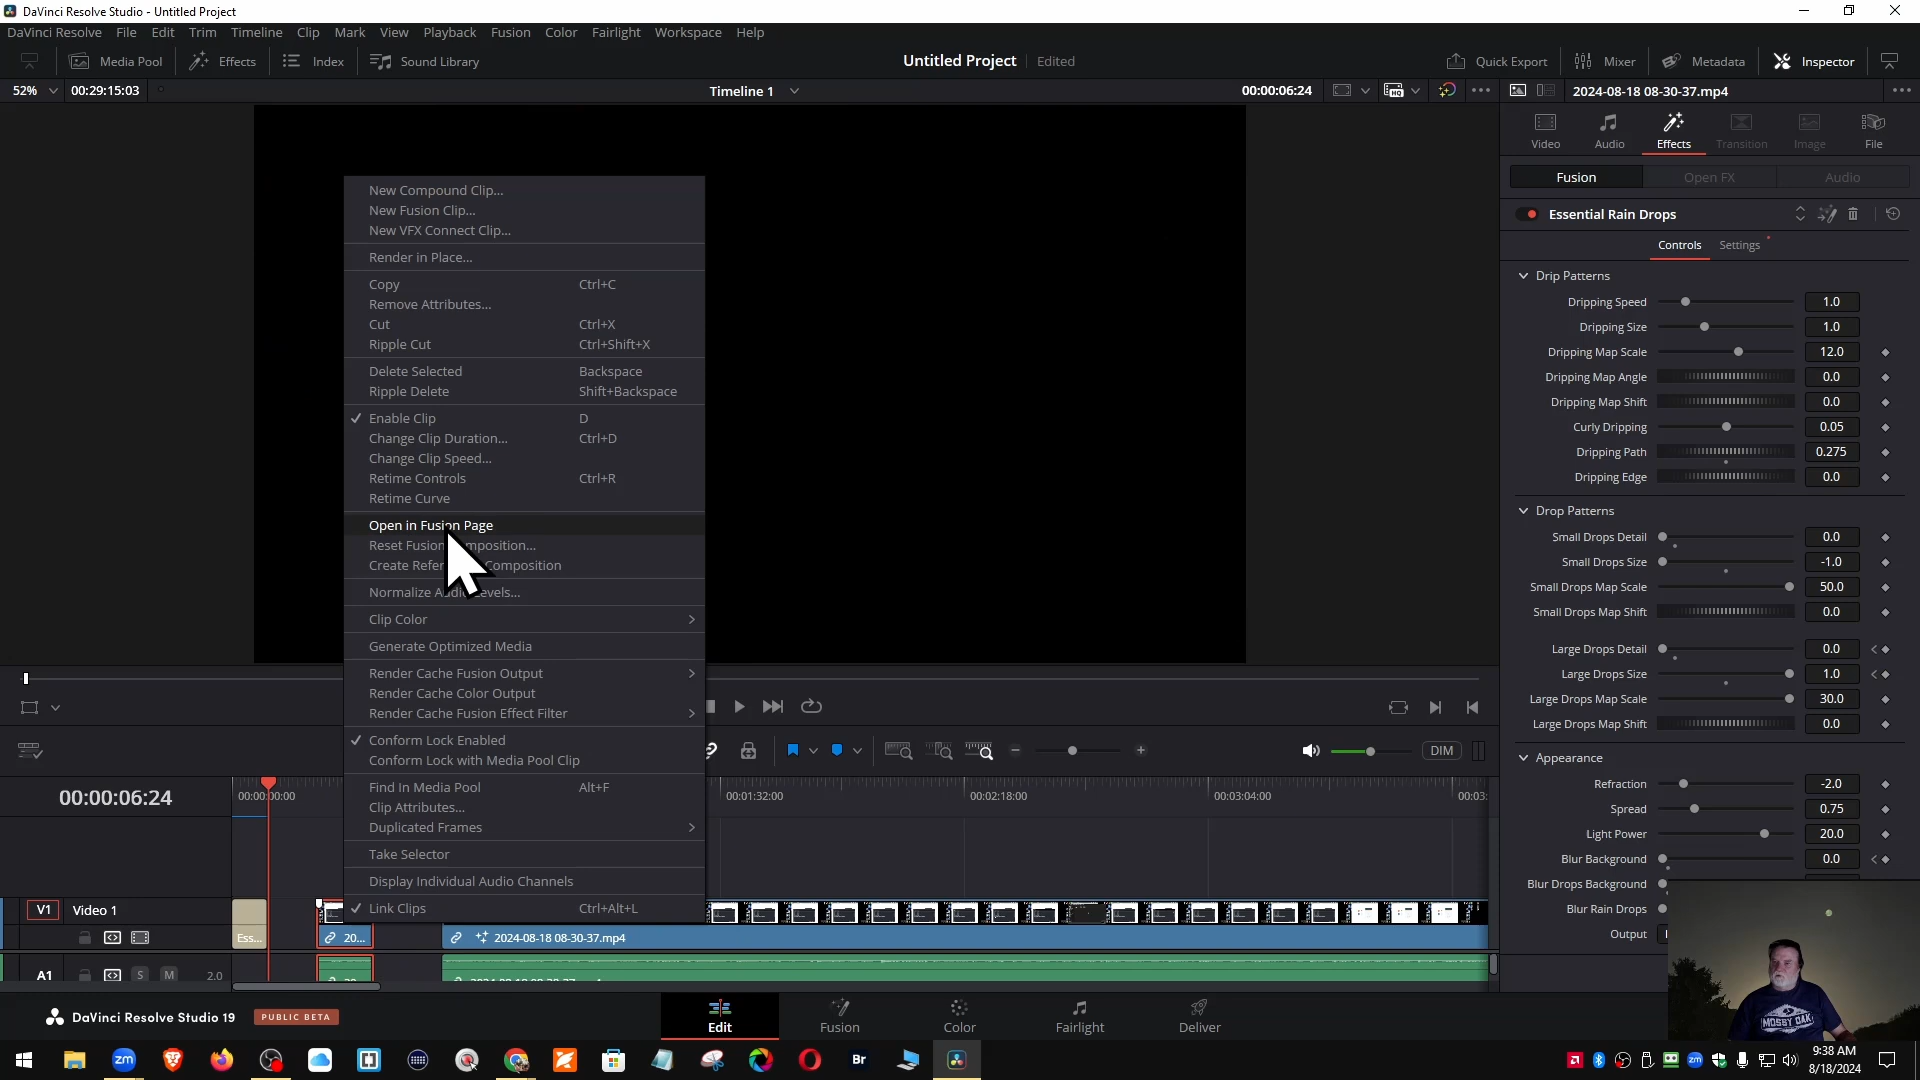 DaVinci Resolve Studio - Untitled Project
DaVinci Resolve File Edit Trim Timeline Clip Mark View Playback Fusion Color Fairlight Workspace Help
Media Pool Effects Index Sound Library Untitled Project Edited Quick Export Mixer Metadata Inspector
52% 00:29:15:03 Timeline 1 00:00:06:24 2024-08-18 08-30-37.mp4
Video Audio Effects Transition Image File
Fusion Open FX Audio
Essential Rain Drops
Controls Settings
Drip Patterns
Dripping Speed 1.0
Dripping Size 1.0
Dripping Map Scale 12.0
Dripping Map Angle 0.0
Dripping Map Shift 0.0
Curly Dripping 0.05
Dripping Path 0.275
Dripping Edge 0.0
Drop Patterns
Small Drops Detail 0.0
Small Drops Size -1.0
Small Drops Map Scale 50.0
Small Drops Map Shift 0.0
Large Drops Detail 0.0
Large Drops Size 1.0
Large Drops Map Scale 30.0
Large Drops Map Shift 0.0
Appearance
Refraction -2.0
Spread 0.75
Light Power 20.0
Blur Background 0.0
Blur Drops Background
Blur Rain Drops
Output
New Compound Clip...
New Fusion Clip...
New VFX Connect Clip...
Render in Place...
Copy Ctrl+C
Remove Attributes...
Cut Ctrl+X
Ripple Cut Ctrl+Shift+X
Delete Selected Backspace
Ripple Delete Shift+Backspace
Enable Clip D
Change Clip Duration... Ctrl+D
Change Clip Speed...
Retime Controls Ctrl+R
Retime Curve
Open in Fusion Page
Reset Fusion mposition...
Create Refer Composition
Normalize Audio Levels...
Clip Color
Generate Optimized Media
Render Cache Fusion Output
Render Cache Color Output
Render Cache Fusion Effect Filter
Conform Lock Enabled
Conform Lock with Media Pool Clip
Find In Media Pool Alt+F
Clip Attributes...
Duplicated Frames
Take Selector
Display Individual Audio Channels
Link Clips Ctrl+Alt+L
DIM
00:00:06:24 00:00:00:00 00:01:32:00 00:02:18:00 00:03:04:00 00:03:
V1 Video 1
Ess... 20... 2024-08-18 08-30-37.mp4
A1 S M 2.0
DaVinci Resolve Studio 19 PUBLIC BETA
Edit Fusion Color Fairlight Deliver
MOSSY OAK
zm Br zm
9:38 AM
8/18/2024